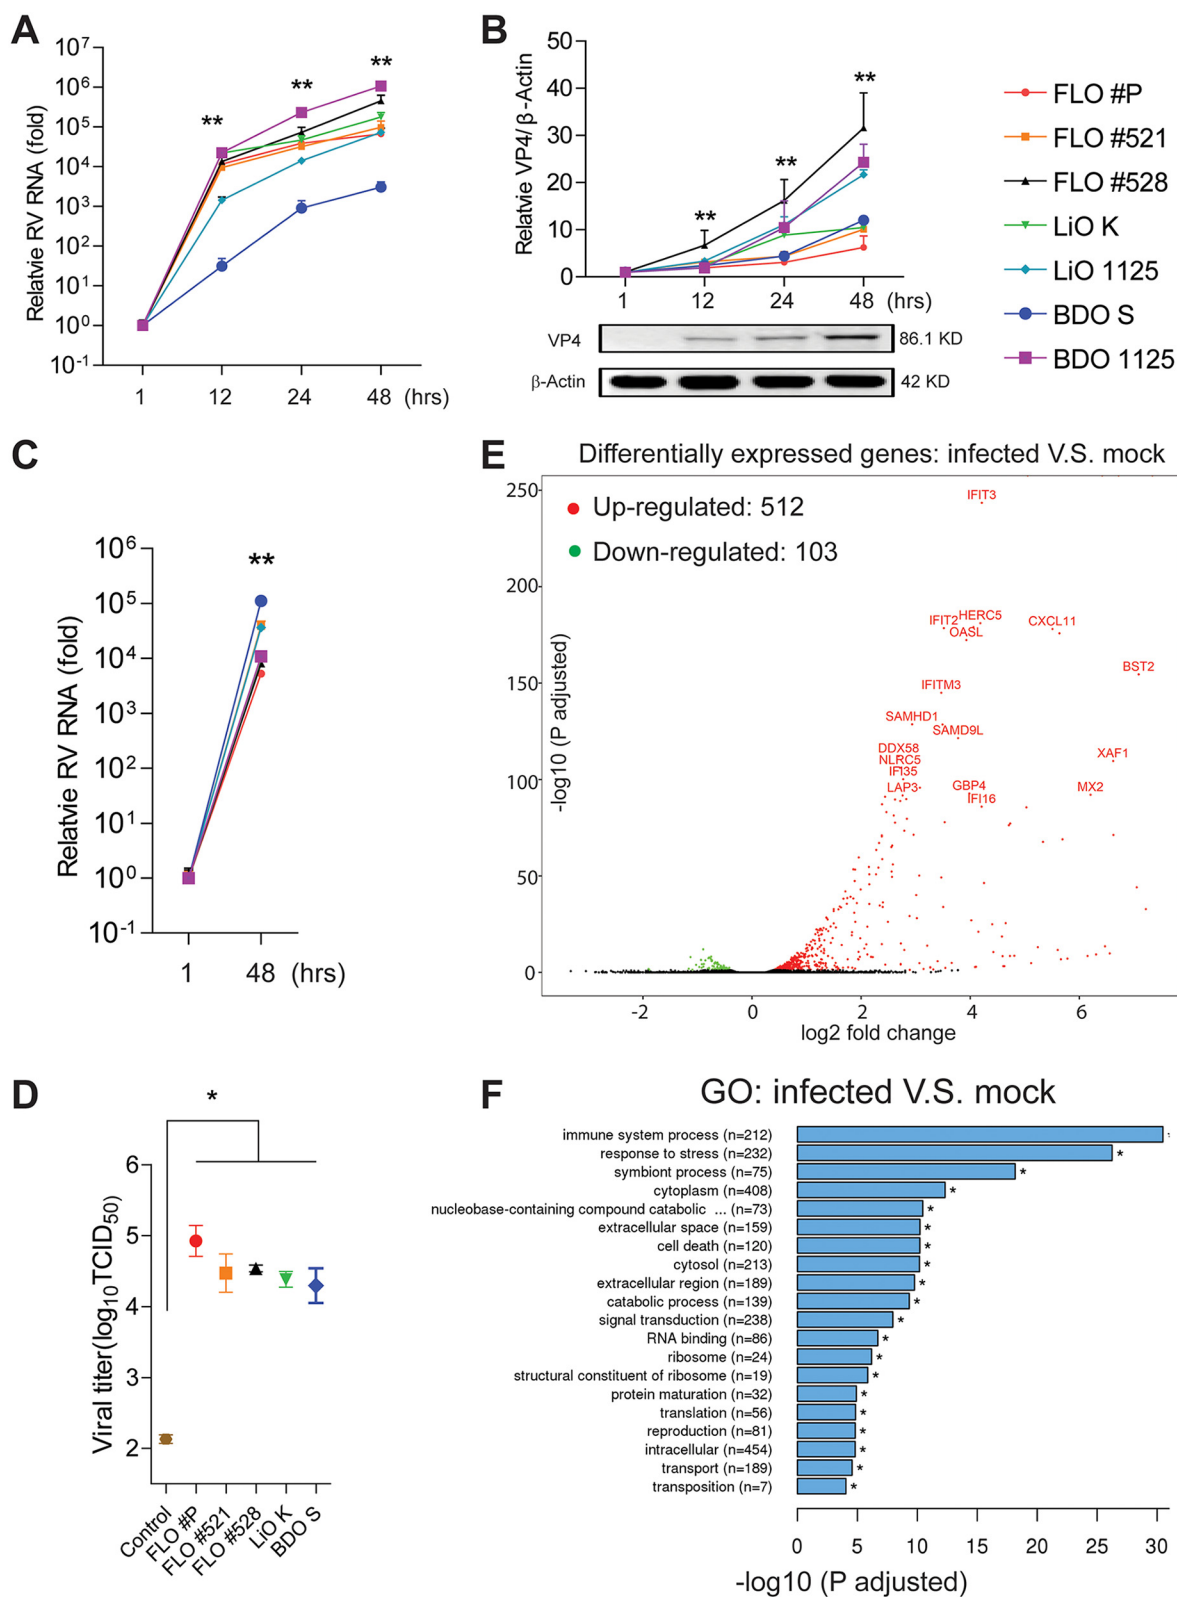 A
10^7
10^6
10^5
10^4
10^3
10^2
10^1
10^0
10^-1
Relatvie RV RNA (fold)
**
**
**
1 12 24 48 (hrs)
B
50
40
30
20
10
0
Relatvie VP4/β-Actin
**
**
**
1 12 24 48 (hrs)
VP4 86.1 KD
β-Actin 42 KD
FLO #P
FLO #521
FLO #528
LiO K
LiO 1125
BDO S
BDO 1125
C
10^6
10^5
10^4
10^3
10^2
10^1
10^0
10^-1
Relatvie RV RNA (fold)
**
1 48 (hrs)
E
Differentially expressed genes: infected V.S. mock
Up-regulated: 512
Down-regulated: 103
250
200
150
100
50
0
-log10 (P adjusted)
IFIT3
HERC5
IFIT2
CXCL11
OASL
BST2
IFITM3
SAMHD1
SAMD9L
DDX58
XAF1
NLRC5
IFI35
LAP3
GBP4
MX2
IFI16
-2 0 2 4 6
log2 fold change
D
*
6
5
4
3
2
Viral titer(log10TCID50)
Control
FLO #P
FLO #521
FLO #528
LiO K
BDO S
F
GO: infected V.S. mock
immune system process (n=212)
response to stress (n=232) *
symbiont process (n=75) *
cytoplasm (n=408) *
nucleobase-containing compound catabolic ... (n=73) *
extracellular space (n=159) *
cell death (n=120) *
cytosol (n=213) *
extracellular region (n=189) *
catabolic process (n=139) *
signal transduction (n=238) *
RNA binding (n=86) *
ribosome (n=24) *
structural constituent of ribosome (n=19) *
protein maturation (n=32) *
translation (n=56) *
reproduction (n=81) *
intracellular (n=454) *
transport (n=189) *
transposition (n=7) *
0 5 10 15 20 25 30
-log10 (P adjusted)